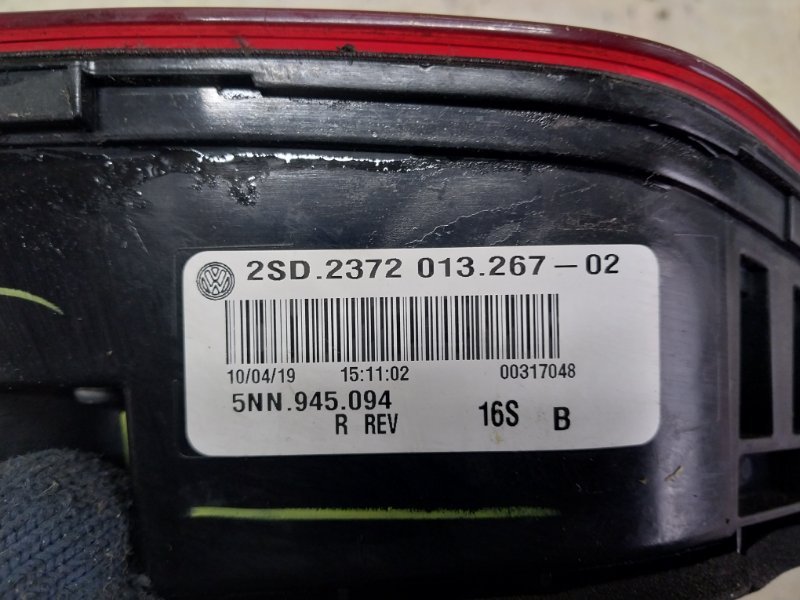 2SD.2372 013.267-02
10/04/19 15:11:02 00317048
5NN.945.094 16S B
R REV